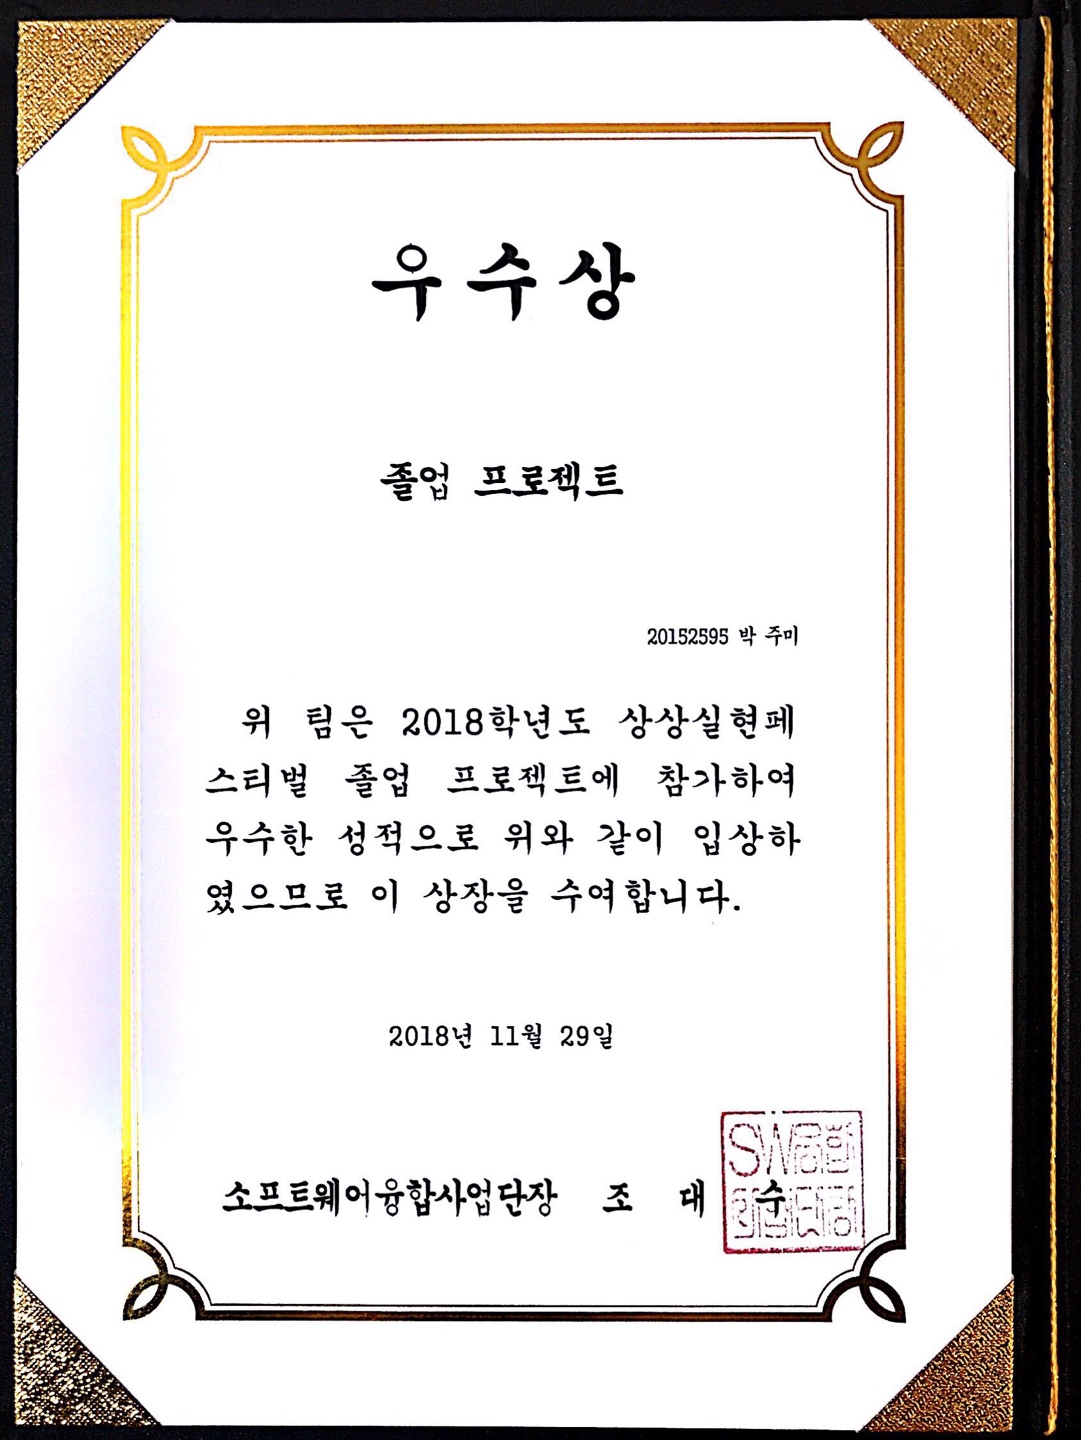 우수상
졸업 프로젝트
20152595 박 주미
위 팀은 2018학년도 상상실현페
스티벌 졸업 프로젝트에 참가하여
우수한 성적으로 위와 같이 입상하
였으므로 이 상장을 수여합니다.
2018년 11월 29일
소프트웨어융합사업단장 조 대 수
SW융합
사업단장